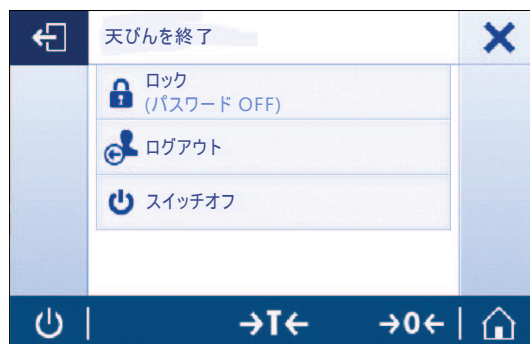 天びんを終了
ロック
(パスワード OFF)
ログアウト
スイッチオフ
→T←
→0←